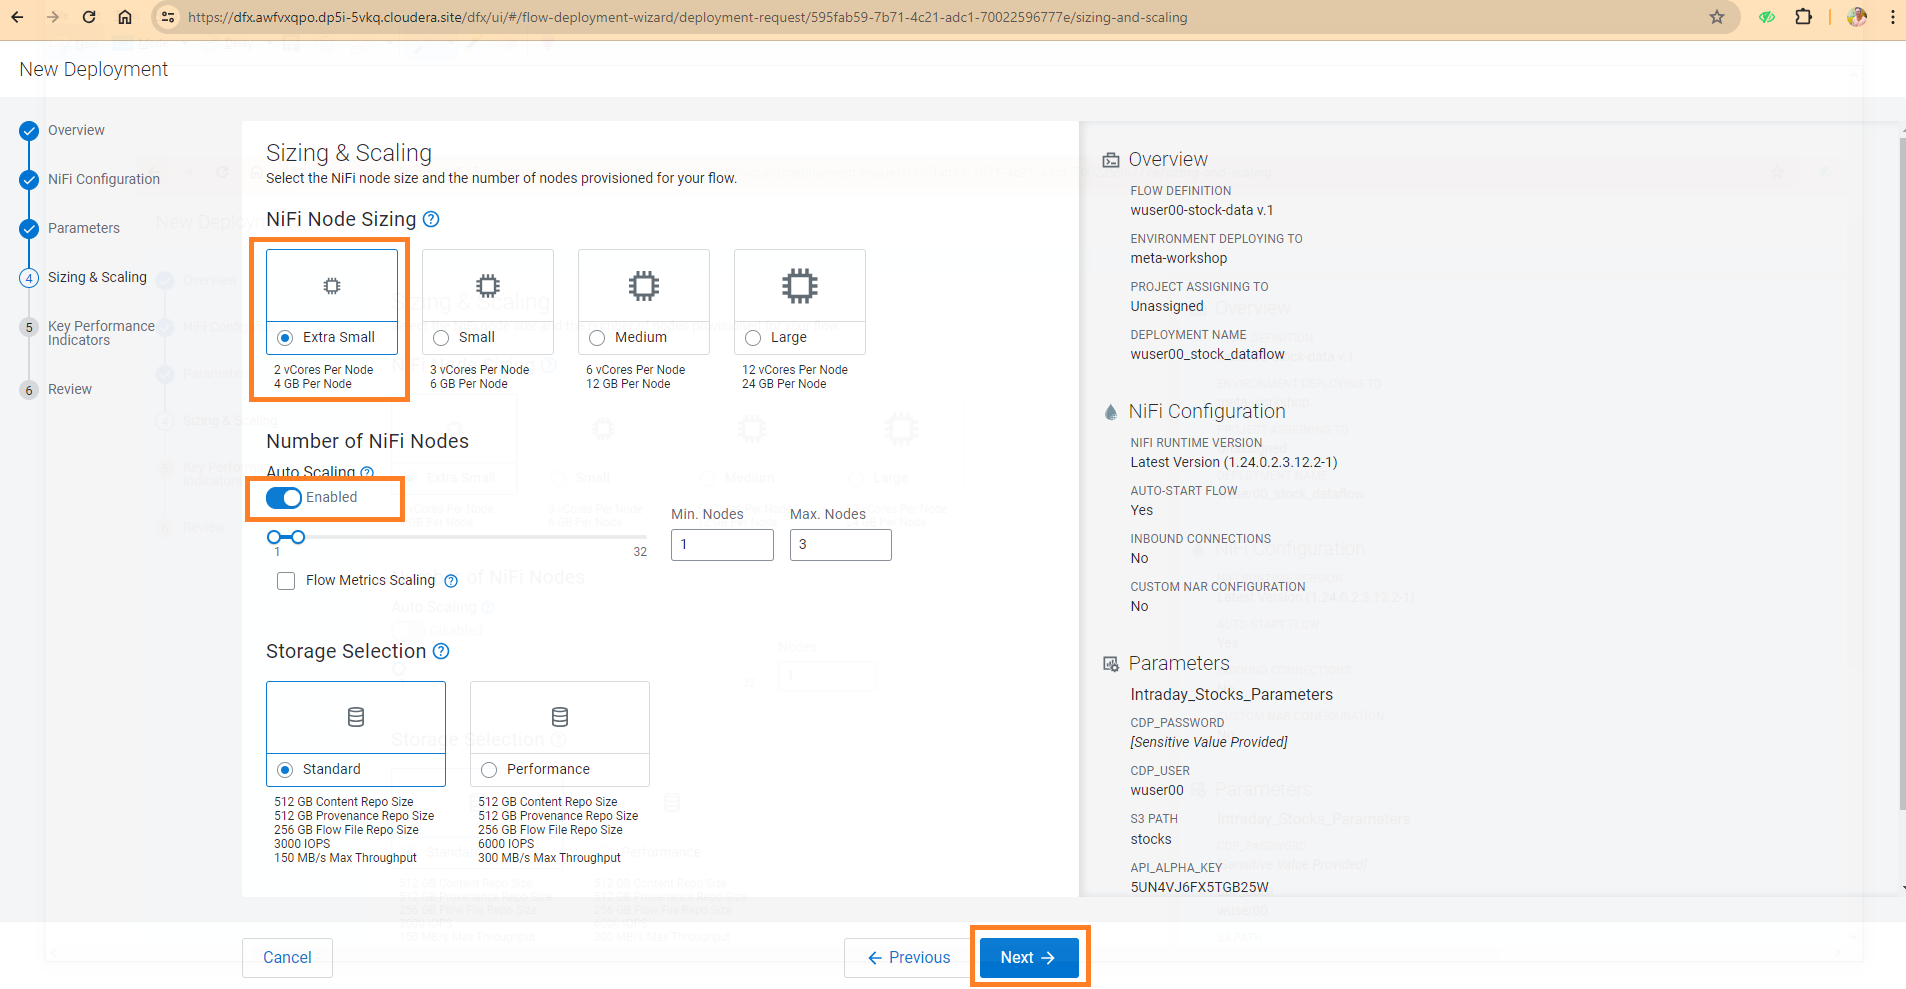 https://dfx.awfvxqpo.dp5i-5vkq.cloudera.site/dfx/ui/#/flow-deployment-wizard/deployment-request/595fab59-7b71-4c21-adc1-70022596777e/sizing-and-scaling
New Deployment
Overview
NiFi Configuration
Parameters
4 Sizing & Scaling
5 Key Performance
Indicators
6 Review
Sizing & Scaling
Select the NiFi node size and the number of nodes provisioned for your flow.
NiFi Node Sizing
Extra Small
2 vCores Per Node
4 GB Per Node
Small
3 vCores Per Node
6 GB Per Node
Medium
6 vCores Per Node
12 GB Per Node
Large
12 vCores Per Node
24 GB Per Node
Number of NiFi Nodes
Auto Scaling
Enabled
1
32
Min. Nodes
1
Max. Nodes
3
Flow Metrics Scaling
Storage Selection
Standard
512 GB Content Repo Size
512 GB Provenance Repo Size
256 GB Flow File Repo Size
3000 IOPS
150 MB/s Max Throughput
Performance
512 GB Content Repo Size
512 GB Provenance Repo Size
256 GB Flow File Repo Size
6000 IOPS
300 MB/s Max Throughput
Overview
FLOW DEFINITION
wuser00-stock-data v.1
ENVIRONMENT DEPLOYING TO
meta-workshop
PROJECT ASSIGNING TO
Unassigned
DEPLOYMENT NAME
wuser00_stock_dataflow
NiFi Configuration
NIFI RUNTIME VERSION
Latest Version (1.24.0.2.3.12.2-1)
AUTO-START FLOW
Yes
INBOUND CONNECTIONS
No
CUSTOM NAR CONFIGURATION
No
Parameters
Intraday_Stocks_Parameters
CDP_PASSWORD
[Sensitive Value Provided]
CDP_USER
wuser00
S3 PATH
stocks
API_ALPHA_KEY
5UN4VJ6FX5TGB25W
Cancel
Previous
Next